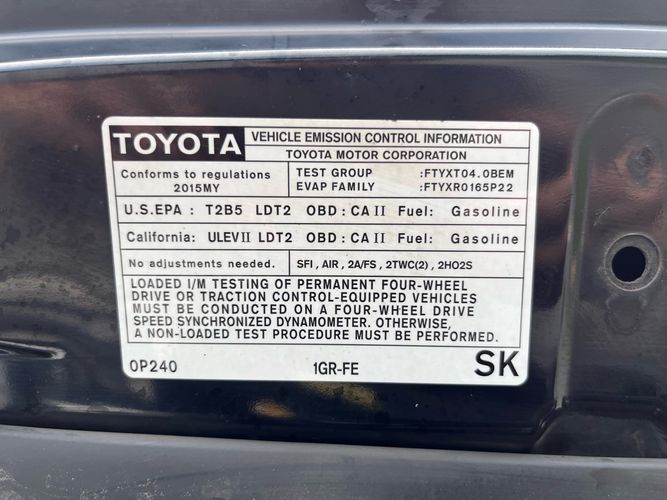 TOYOTA VEHICLE EMISSION CONTROL INFORMATION
TOYOTA MOTOR CORPORATION
Conforms to regulations
2015MY
TEST GROUP :FTYXT04.0BEM
EVAP FAMILY :FTYXR0165P22
U.S.EPA : T2B5 LDT2 OBD : CA II Fuel: Gasoline
California: ULEVII LDT2 OBD : CA II Fuel: Gasoline
No adjustments needed. SFI , AIR , 2A/FS , 2TWC(2) , 2HO2S
LOADED I/M TESTING OF PERMANENT FOUR-WHEEL
DRIVE OR TRACTION CONTROL-EQUIPPED VEHICLES
MUST BE CONDUCTED ON A FOUR-WHEEL DRIVE
SPEED SYNCHRONIZED DYNAMOMETER. OTHERWISE,
A NON-LOADED TEST PROCEDURE MUST BE PERFORMED.
0P240 1GR-FE SK